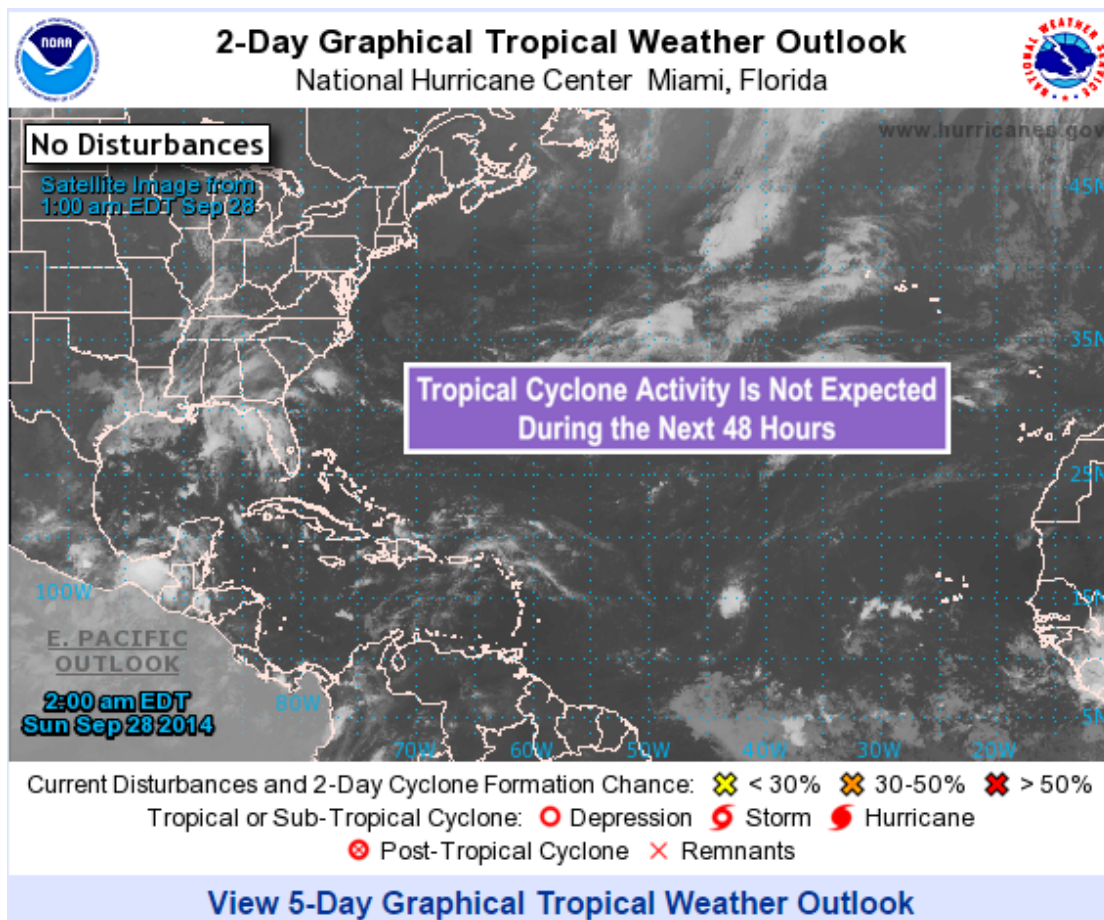 NOAA
2-Day Graphical Tropical Weather Outlook
National Hurricane Center  Miami, Florida
NATIONAL WEATHER SERVICE
No Disturbances
www.hurricanes.gov
Satellite Image from
1:00 am EDT Sep 28
45N
35N
Tropical Cyclone Activity Is Not Expected
During the Next 48 Hours
25N
100W
15N
E. PACIFIC
OUTLOOK
2:00 am EDT
Sun Sep 28 2014
80W
5N
70W 60W 50W 40W 30W 20W
Current Disturbances and 2-Day Cyclone Formation Chance: < 30% 30-50% > 50%
Tropical or Sub-Tropical Cyclone: Depression Storm Hurricane
Post-Tropical Cyclone Remnants
View 5-Day Graphical Tropical Weather Outlook